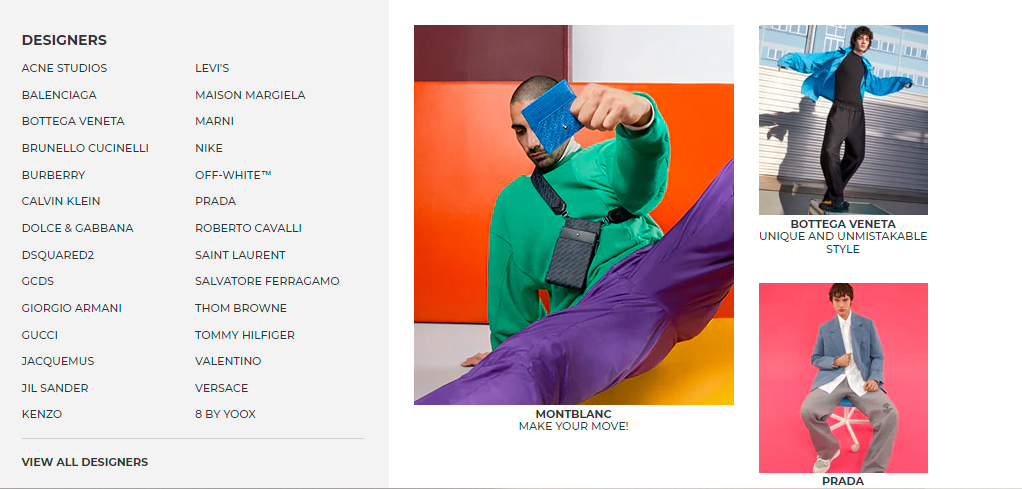 DESIGNERS
ACNE STUDIOS
BALENCIAGA
BOTTEGA VENETA
BRUNELLO CUCINELLI
BURBERRY
CALVIN KLEIN
DOLCE & GABBANA
DSQUARED2
GCDS
GIORGIO ARMANI
GUCCI
JACQUEMUS
JIL SANDER
KENZO
LEVI'S
MAISON MARGIELA
MARNI
NIKE
OFF-WHITE™
PRADA
ROBERTO CAVALLI
SAINT LAURENT
SALVATORE FERRAGAMO
THOM BROWNE
TOMMY HILFIGER
VALENTINO
VERSACE
8 BY YOOX
VIEW ALL DESIGNERS
MONTBLANC
MAKE YOUR MOVE!
BOTTEGA VENETA
UNIQUE AND UNMISTAKABLE
STYLE
PRADA